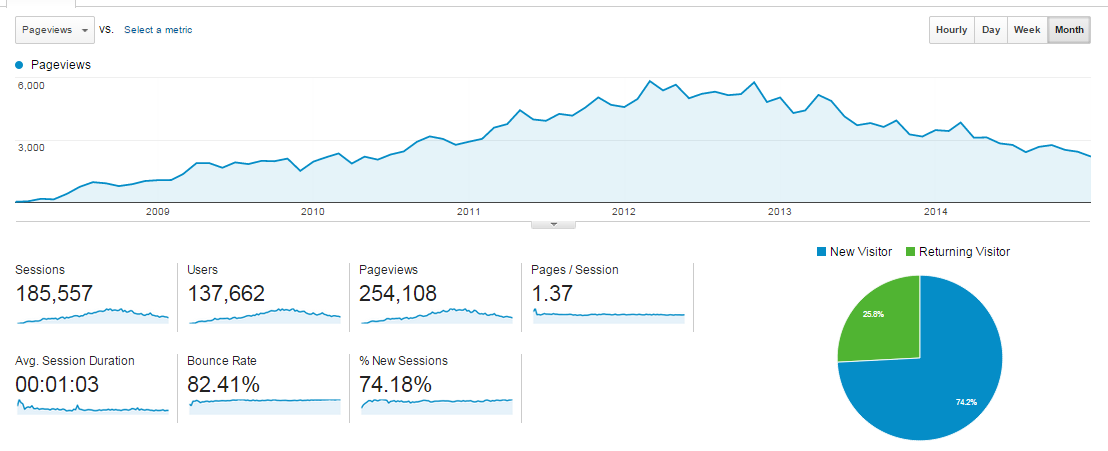 Pageviews VS. Select a metric
Hourly Day Week Month
Pageviews
6,000
3,000
2009 2010 2011 2012 2013 2014
New Visitor Returning Visitor
Sessions Users Pageviews Pages / Session
185,557 137,662 254,108 1.37
Avg. Session Duration Bounce Rate % New Sessions
00:01:03 82.41% 74.18%
25.8%
74.2%